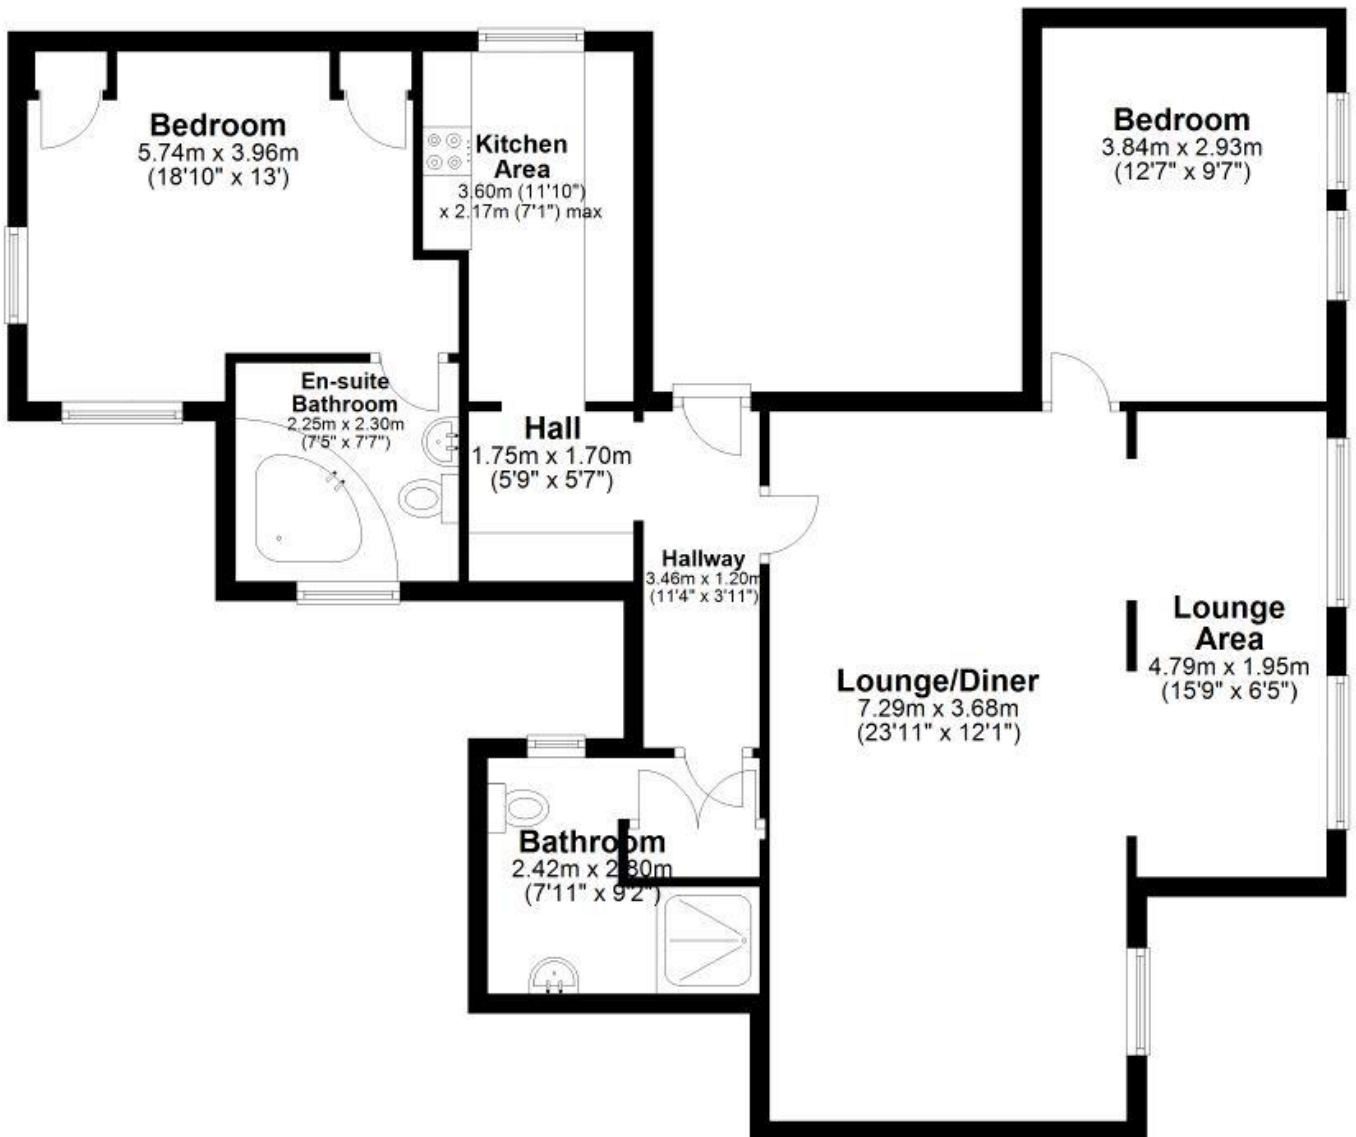 Bedroom
5.74m x 3.96m
(18'10" x 13')
Kitchen
Area
3.60m (11'10")
x 2.17m (7'1") max
Bedroom
3.84m x 2.93m
(12'7" x 9'7")
En-suite
Bathroom
2.25m x 2.30m
(7'5" x 7'7")
Hall
1.75m x 1.70m
(5'9" x 5'7")
Hallway
3.46m x 1.20m
(11'4" x 3'11")
Lounge
Area
4.79m x 1.95m
(15'9" x 6'5")
Lounge/Diner
7.29m x 3.68m
(23'11" x 12'1")
Bathroom
2.42m x 2.80m
(7'11" x 9'2")